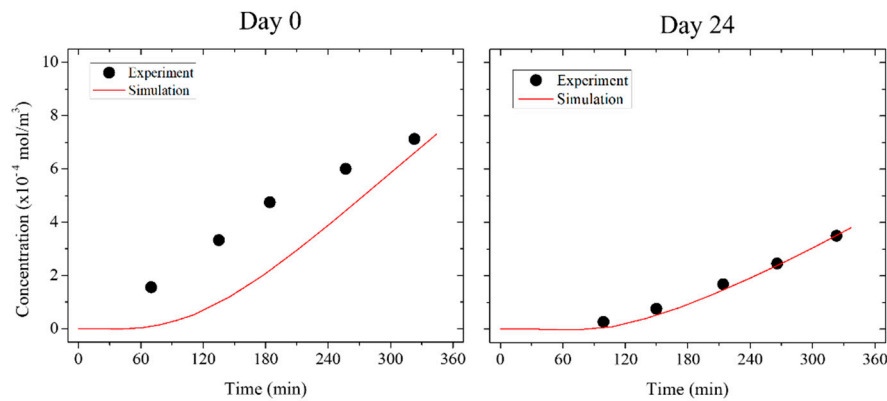 Day 0
Day 24
Concentration (x10⁻⁴ mol/m³)
10
8
6
4
2
0
Experiment
Simulation
0 60 120 180 240 300 360
Time (min)
Experiment
Simulation
0 60 120 180 240 300 360
Time (min)